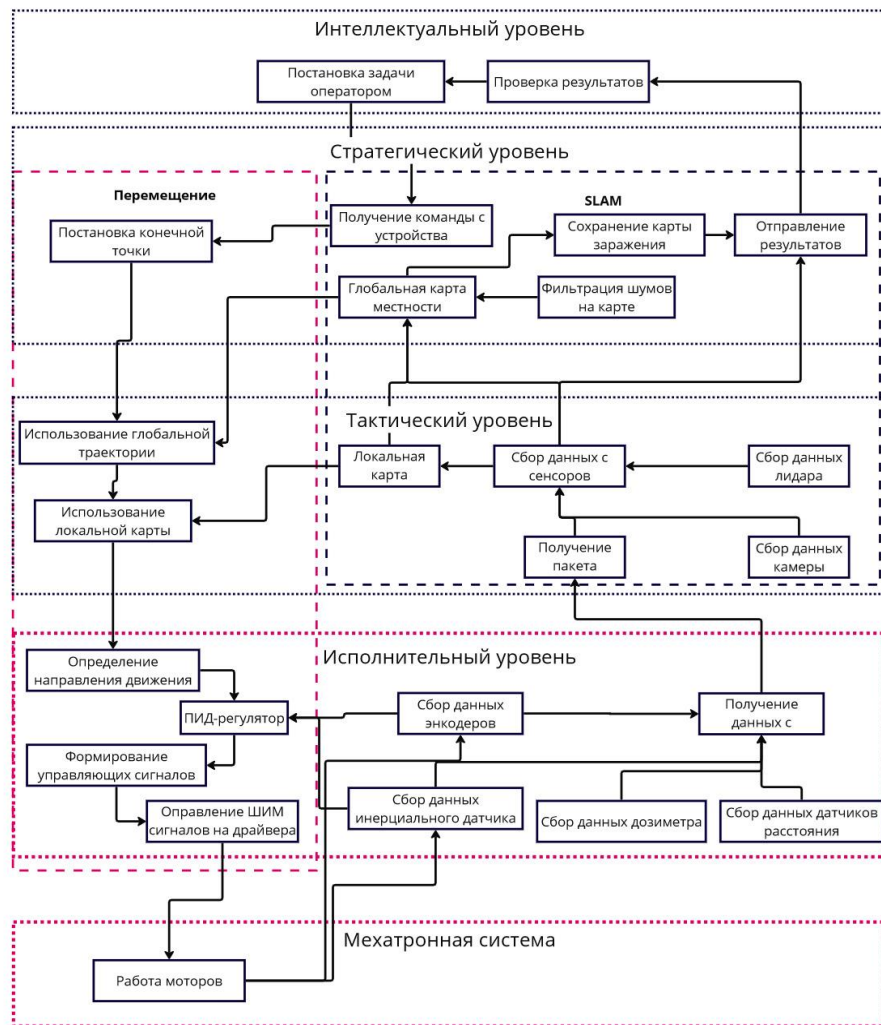 Интеллектуальный уровень
Постановка задачи
оператором
Проверка результатов
Стратегический уровень
Перемещение
SLAM
Постановка конечной
точки
Получение команды с
устройства
Сохранение карты
заражения
Отправление
результатов
Глобальная карта
местности
Фильтрация шумов
на карте
Тактический уровень
Использование глобальной
траектории
Локальная
карта
Сбор данных с
сенсоров
Сбор данных
лидара
Использование
локальной карты
Получение
пакета
Сбор данных
камеры
Исполнительный уровень
Определение
направления движения
ПИД-регулятор
Сбор данных
энкодеров
Получение
данных с
Формирование
управляющих сигналов
Оправление ШИМ
сигналов на драйвера
Сбор данных
инерциального датчика
Сбор данных дозиметра
Сбор данных датчиков
расстояния
Мехатронная система
Работа моторов